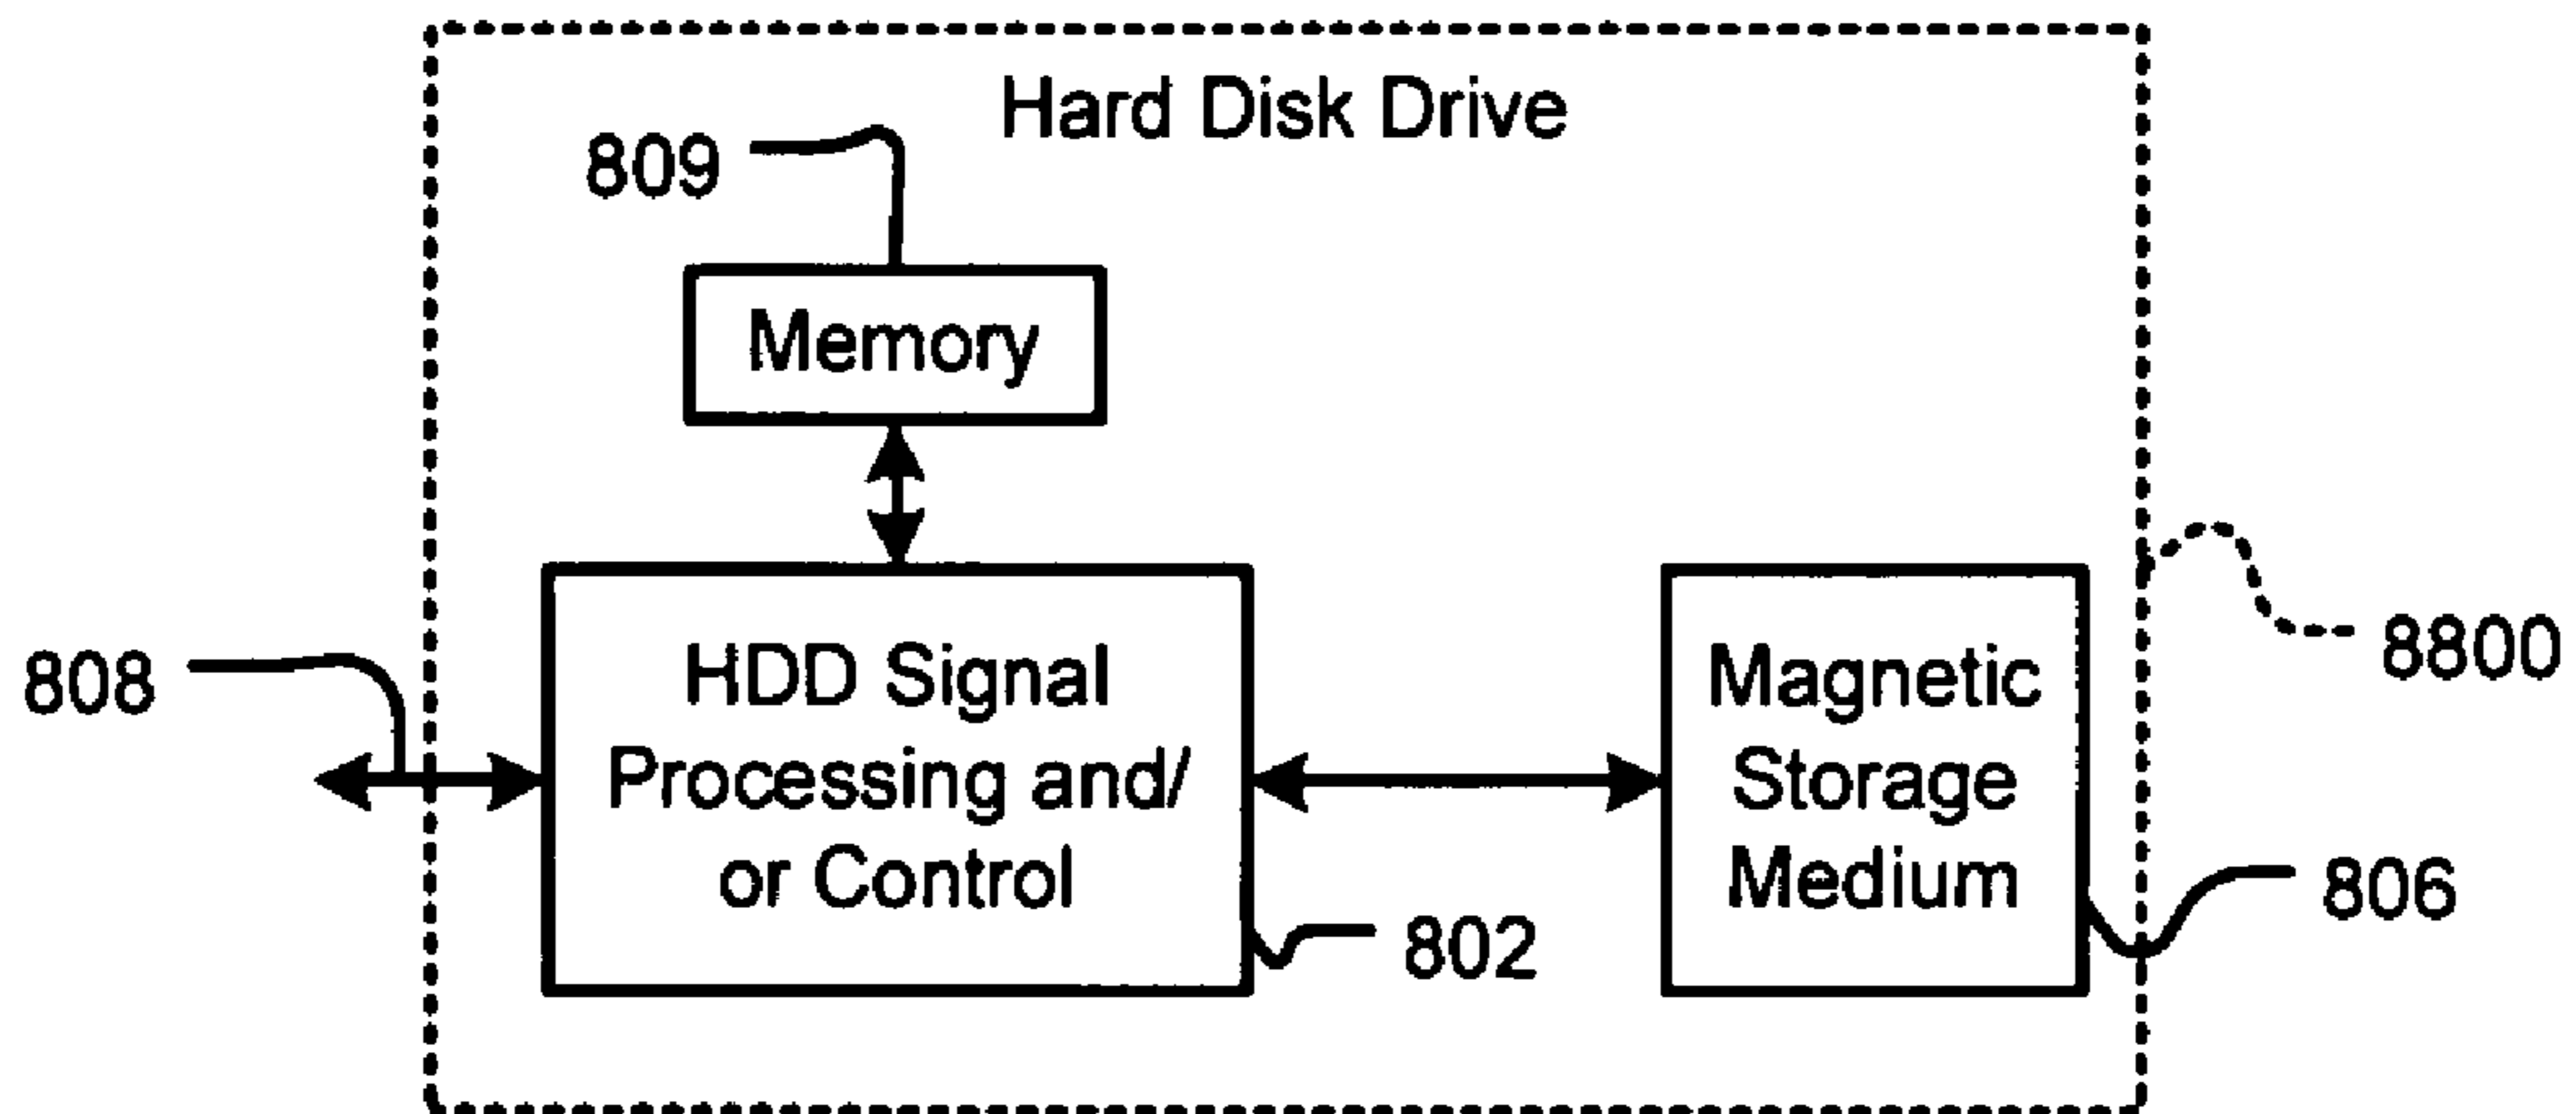 Hard Disk Drive
809
Memory
808
HDD Signal
Processing and/
or Control
802
Magnetic
Storage
Medium
8800
806